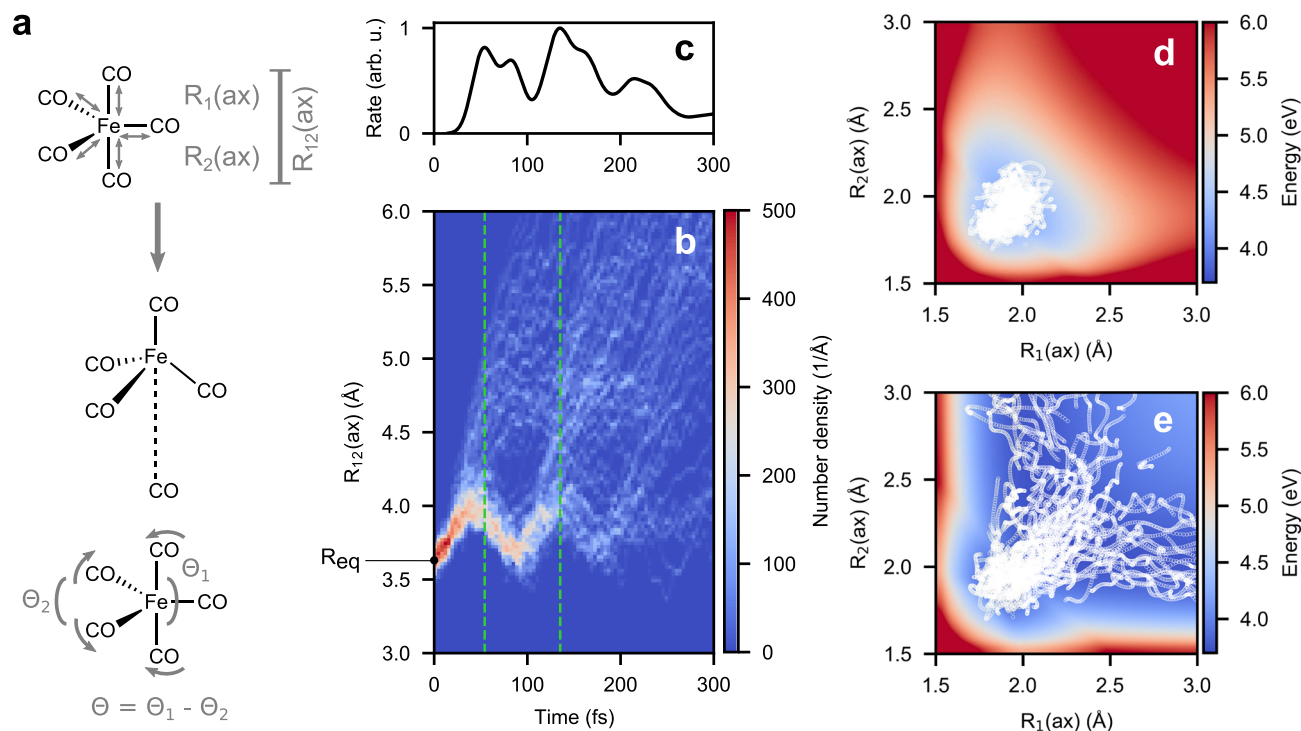 a
CO
CO
Fe
CO
CO
CO
R₁(ax)
R₂(ax)
R₁₂(ax)
CO
CO
Fe
CO
CO
CO
CO
Θ₁
CO
Fe
CO
Θ₂
CO
CO
Θ = Θ₁ - Θ₂
c
Rate (arb. u.)
1
0
0
100
200
300
b
R₁₂(ax) (Å)
6.0
5.5
5.0
4.5
4.0
Req
3.5
3.0
0
100
200
300
Time (fs)
500
400
300
200
100
0
Number density (1/Å)
d
R₂(ax) (Å)
3.0
2.5
2.0
1.5
1.5
2.0
2.5
3.0
R₁(ax) (Å)
6.0
5.5
5.0
4.5
4.0
Energy (eV)
e
R₂(ax) (Å)
3.0
2.5
2.0
1.5
1.5
2.0
2.5
3.0
R₁(ax) (Å)
6.0
5.5
5.0
4.5
4.0
Energy (eV)